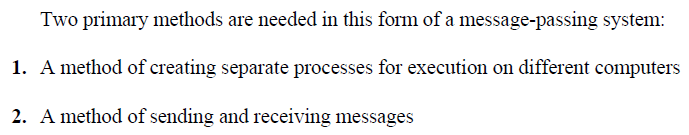 Two primary methods are needed in this form of a message-passing system:
1. A method of creating separate processes for execution on different computers
2. A method of sending and receiving messages